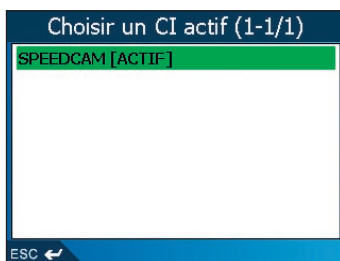 Choisir un CI actif (1-1/1)
SPEEDCAM [ACTIF]
ESC